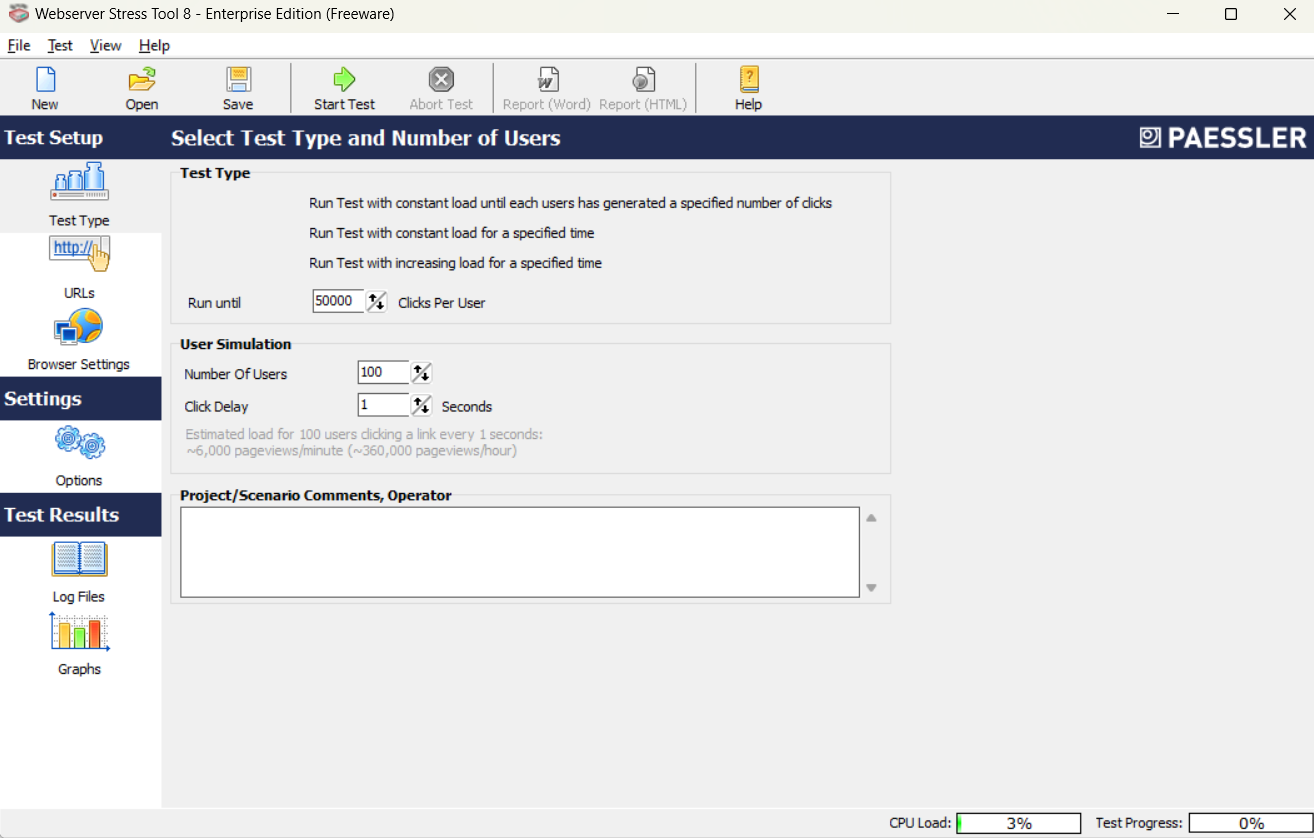 Webserver Stress Tool 8 - Enterprise Edition (Freeware)
File Test View Help
New Open Save Start Test Abort Test Report (Word) Report (HTML) Help
Test Setup
Select Test Type and Number of Users
PAESSLER
Test Type
http://
URLs
Browser Settings
Settings
Options
Test Results
Log Files
Graphs
Test Type
Run Test with constant load until each users has generated a specified number of clicks
Run Test with constant load for a specified time
Run Test with increasing load for a specified time
Run until 50000 Clicks Per User
User Simulation
Number Of Users 100
Click Delay 1 Seconds
Estimated load for 100 users clicking a link every 1 seconds:
~6,000 pageviews/minute (~360,000 pageviews/hour)
Project/Scenario Comments, Operator
CPU Load: 3% Test Progress: 0%